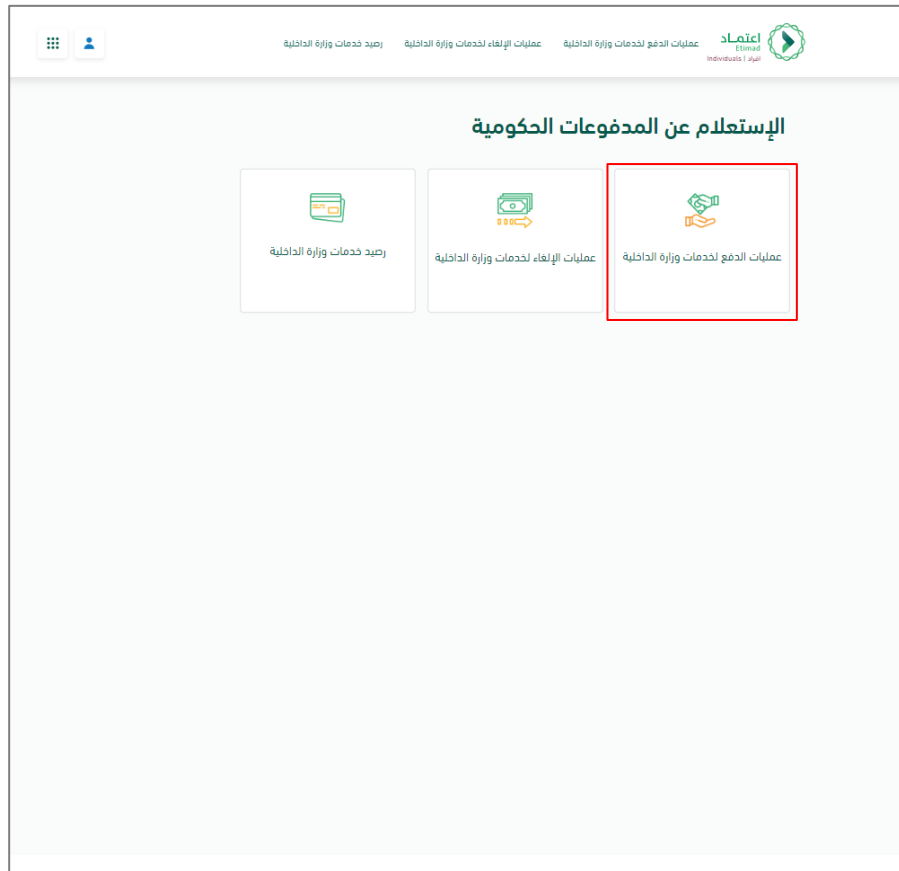 اعتماد
Etimad
افراد | Individuals
عمليات الدفع لخدمات وزارة الداخلية
عمليات الإلغاء لخدمات وزارة الداخلية
رصيد خدمات وزارة الداخلية
الإستعلام عن المدفوعات الحكومية
عمليات الدفع لخدمات وزارة الداخلية
عمليات الإلغاء لخدمات وزارة الداخلية
رصيد خدمات وزارة الداخلية